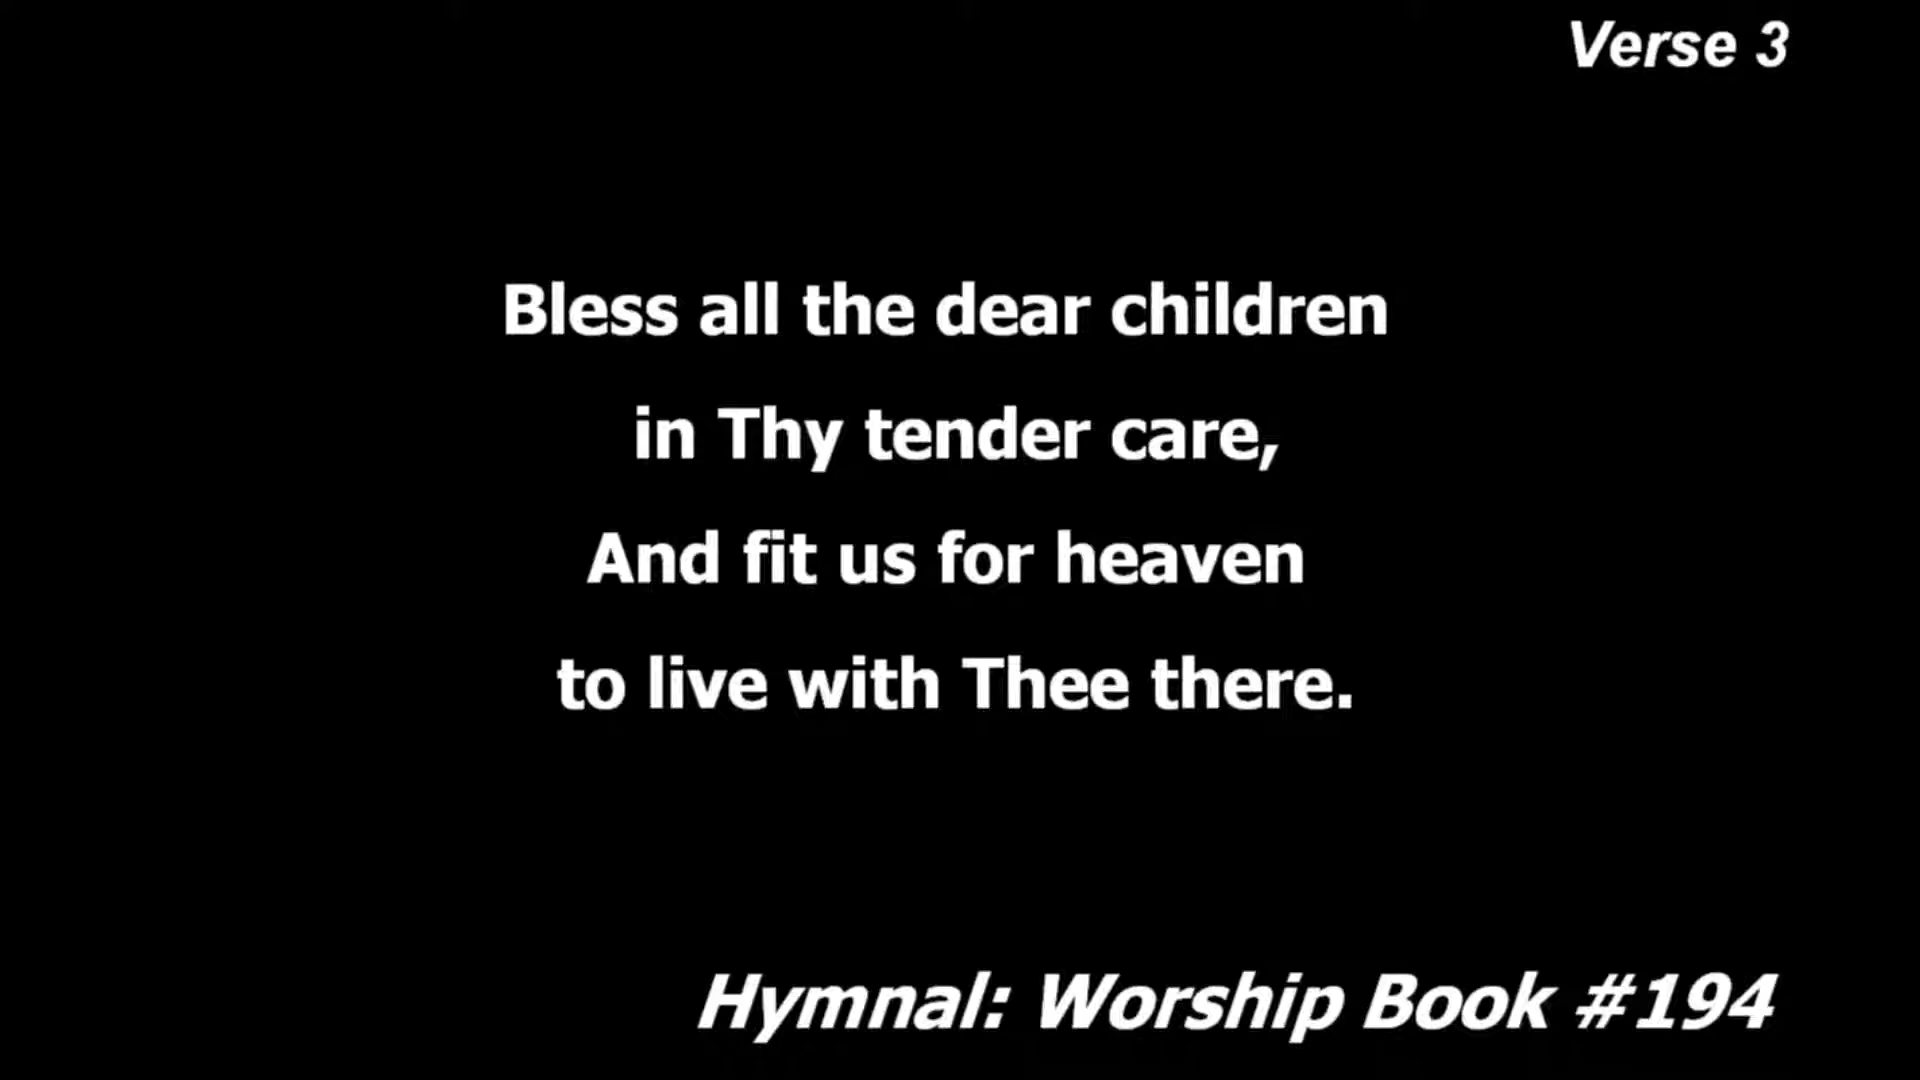 Verse 3
Bless all the dear children
in Thy tender care,
And fit us for heaven
to live with Thee there.
Hymnal: Worship Book #194